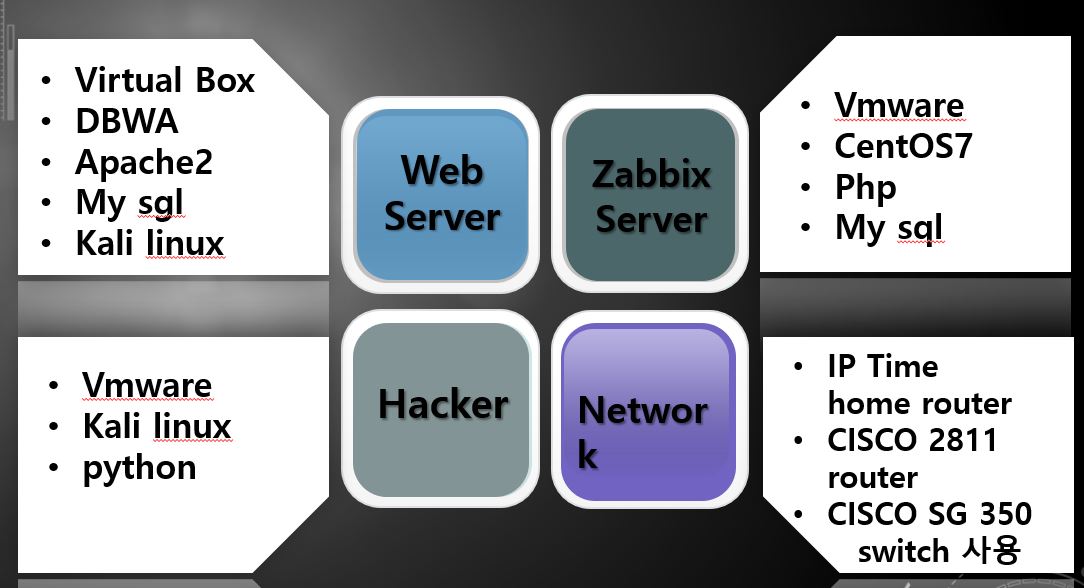 • Virtual Box
• DBWA
• Apache2
• My sgl
• Kali linux
Web
Server
Zabbix
Server
• Vmware
• CentOS7
• Php
• My sql
• Vmware
• Kali linux
• python
Hacker
Networ
k
• IP Time
home router
• CISCO 2811
router
• CISCO SG 350
switch 사용